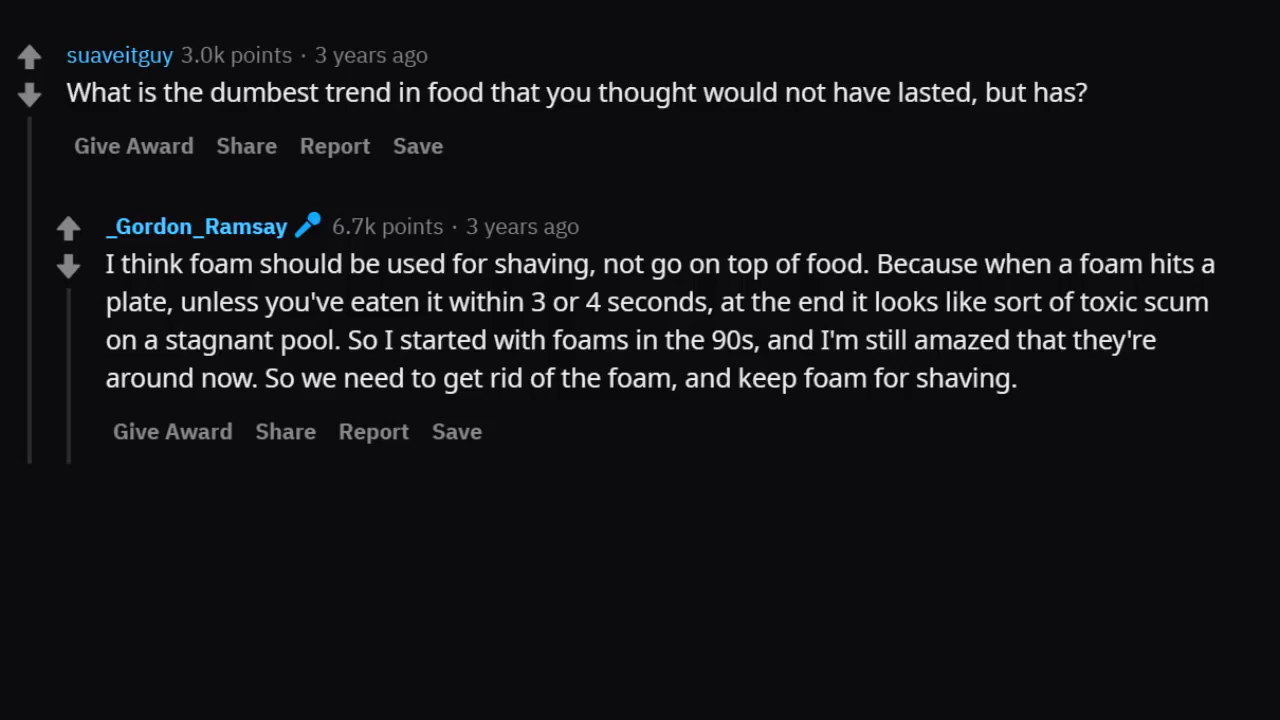 suaveitguy 3.0k points · 3 years ago
What is the dumbest trend in food that you thought would not have lasted, but has?
Give Award Share Report Save
_Gordon_Ramsay 6.7k points · 3 years ago
I think foam should be used for shaving, not go on top of food. Because when a foam hits a
plate, unless you've eaten it within 3 or 4 seconds, at the end it looks like sort of toxic scum
on a stagnant pool. So I started with foams in the 90s, and I'm still amazed that they're
around now. So we need to get rid of the foam, and keep foam for shaving.
Give Award Share Report Save